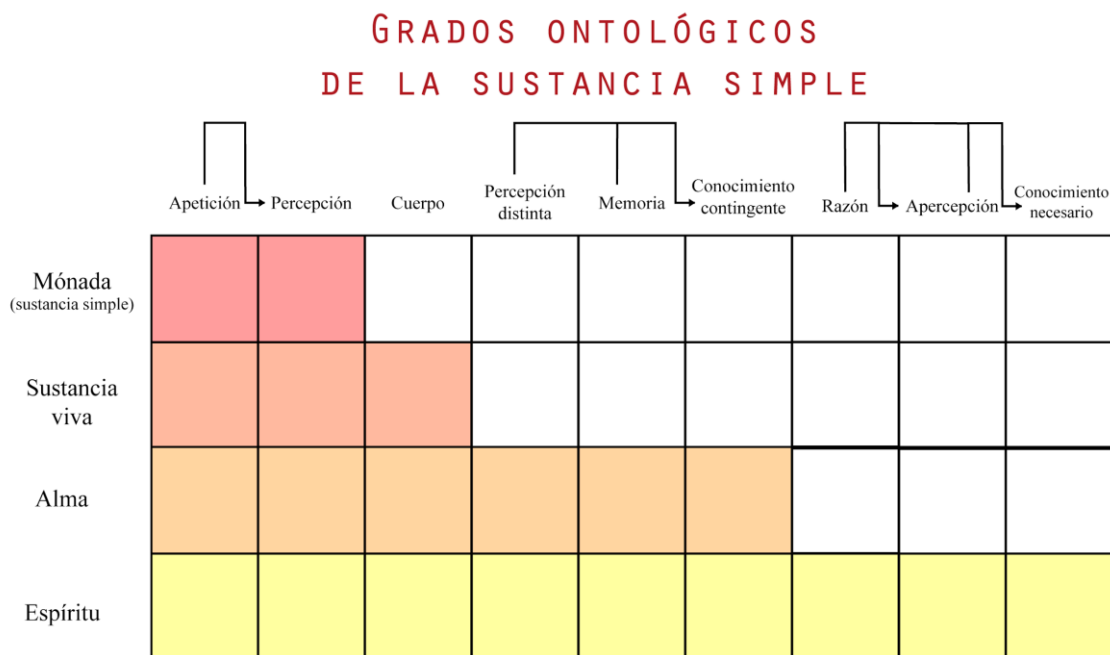 GRADOS ONTOLÓGICOS
DE LA SUSTANCIA SIMPLE
Apetición
Percepción
Cuerpo
Percepción
distinta
Memoria
Conocimiento
contingente
Razón
Apercepción
Conocimiento
necesario
Mónada
(sustancia simple)
Sustancia
viva
Alma
Espíritu